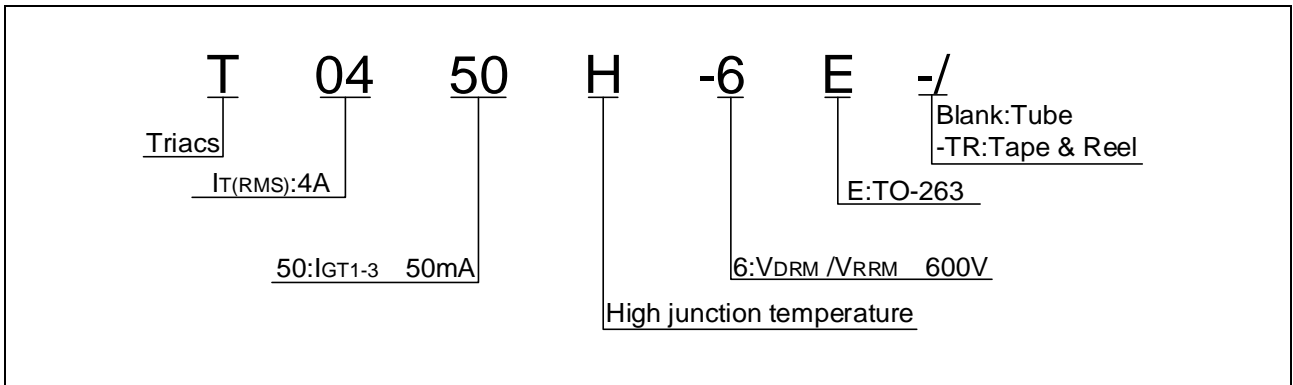 T 04 50 H -6 E -/
Blank:Tube
-TR:Tape & Reel
Triacs
IT(RMS):4A
E:TO-263
50:IGT1-3 50mA
6:VDRM /VRRM 600V
High junction temperature